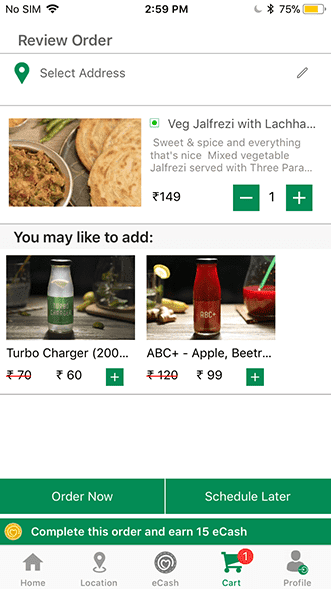 No SIM 2:59 PM 75%
Review Order
Select Address
Veg Jalfrezi with Lachha...
Sweet & spice and everything
that's nice Mixed vegetable
Jalfrezi served with Three Para...
₹149 1
You may like to add:
TURBO
CHARGER
ABC+
Turbo Charger (200... ABC+ - Apple, Beetr...
₹ 70 ₹ 60 ₹ 120 ₹ 99
Order Now Schedule Later
Complete this order and earn 15 eCash
1
Home Location eCash Cart Profile